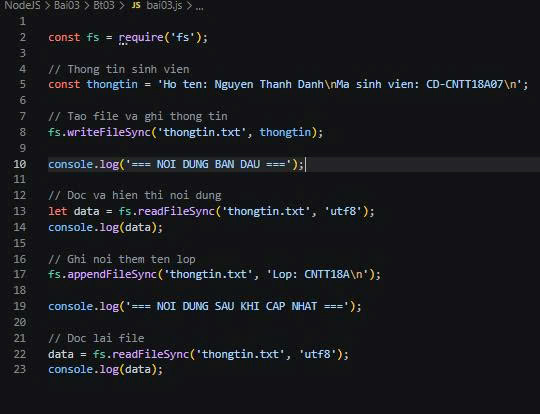 NodeJS > Bai03 > Bt03 > JS bai03.js > ...
1
2 const fs = require('fs');
3
4 // Thong tin sinh vien
5 const thongtin = 'Ho ten: Nguyen Thanh Danh\nMa sinh vien: CD-CNTT18A07\n';
6
7 // Tao file va ghi thong tin
8 fs.writeFileSync('thongtin.txt', thongtin);
9
10 console.log('=== NOI DUNG BAN DAU ===');
11
12 // Doc va hien thi noi dung
13 let data = fs.readFileSync('thongtin.txt', 'utf8');
14 console.log(data);
15
16 // Ghi noi them ten lop
17 fs.appendFileSync('thongtin.txt', 'Lop: CNTT18A\n');
18
19 console.log('=== NOI DUNG SAU KHI CAP NHAT ===');
20
21 // Doc lai file
22 data = fs.readFileSync('thongtin.txt', 'utf8');
23 console.log(data);